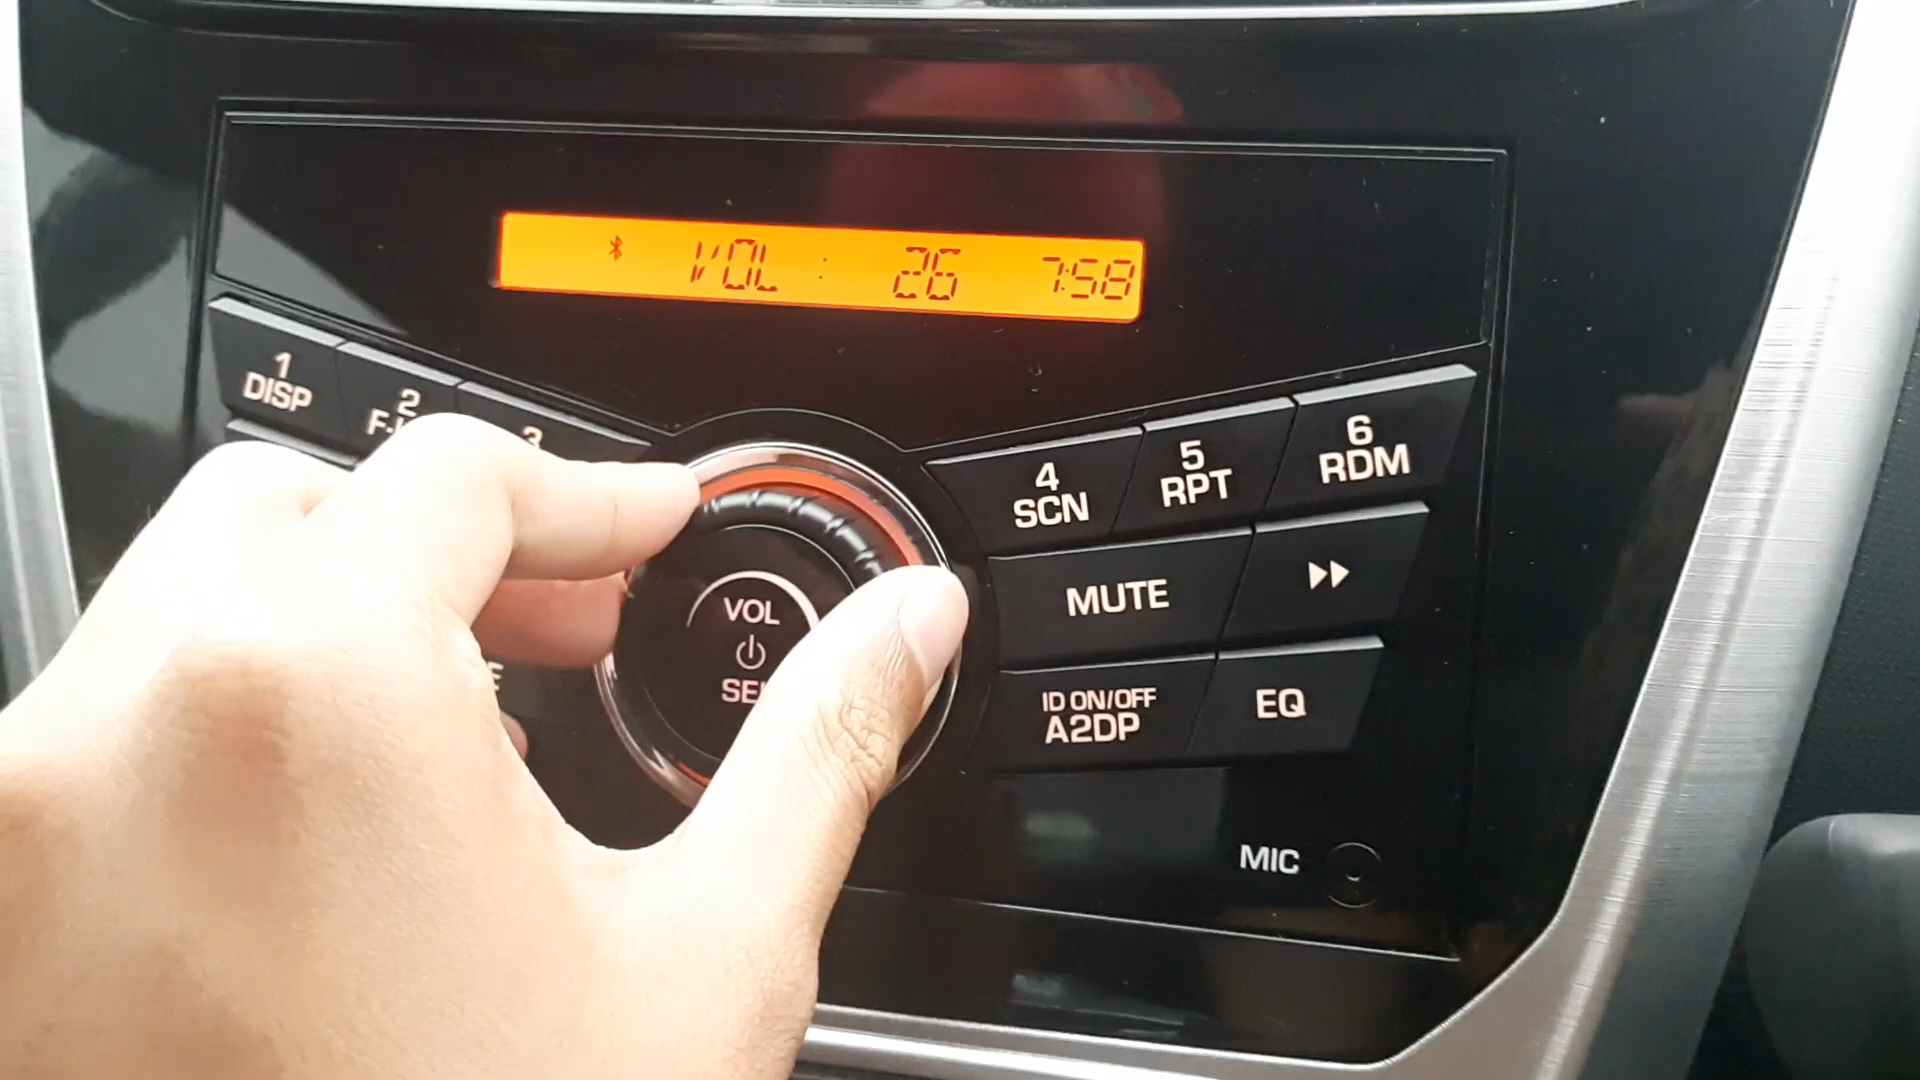 VOL : 26 7:58
1
DISP
2
3
4
SCN
5
RPT
6
RDM
MUTE
VOL
ID ON/OFF
A2DP
EQ
MIC